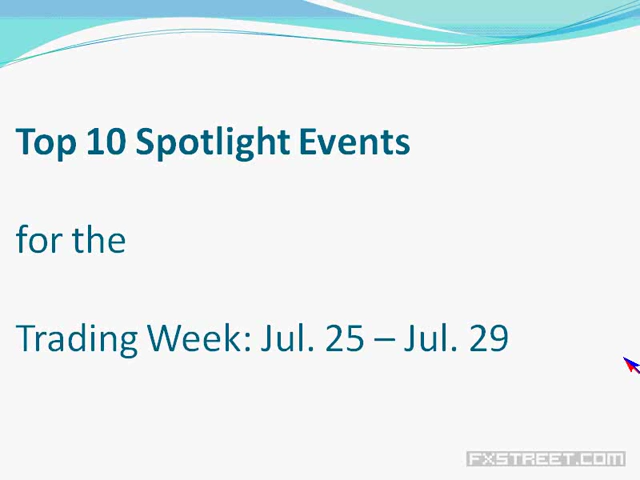 Top 10 Spotlight Events
for the
Trading Week: Jul. 25 – Jul. 29
FXSTREET.COM